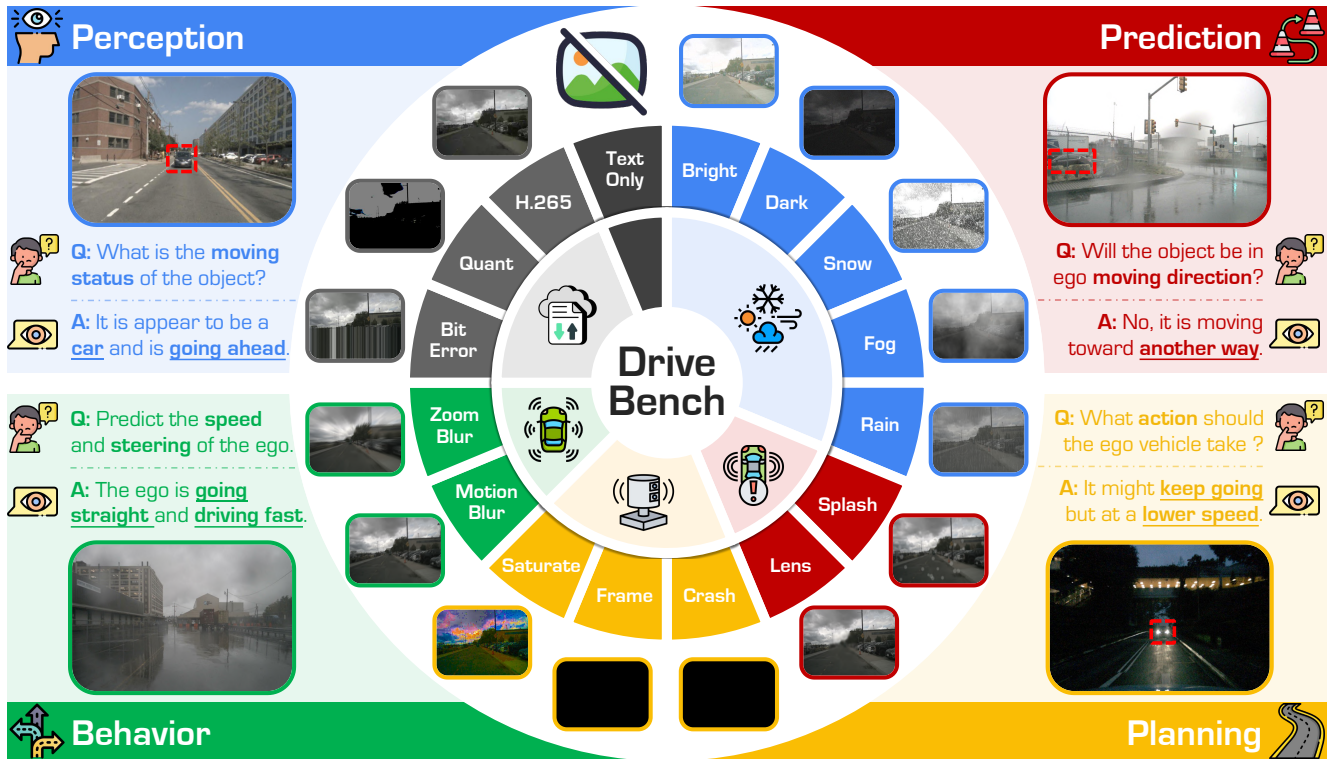 Perception
Q: What is the moving
status of the object?
A: It is appear to be a
car and is going ahead.
Prediction
Q: Will the object be in
ego moving direction?
A: No, it is moving
toward another way.
Text
Only
Bright
Dark
Snow
Fog
Rain
Splash
Lens
Crash
Frame
Saturate
Motion
Blur
Zoom
Blur
Bit
Error
Quant
H.265
Drive
Bench
Q: Predict the speed
and steering of the ego.
A: The ego is going
straight and driving fast.
Behavior
Q: What action should
the ego vehicle take ?
A: It might keep going
but at a lower speed.
Planning